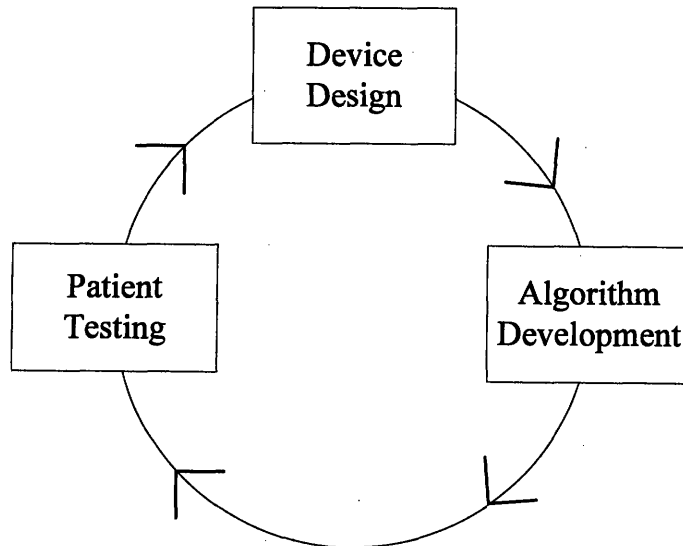 Device
Design
Algorithm
Development
Patient
Testing